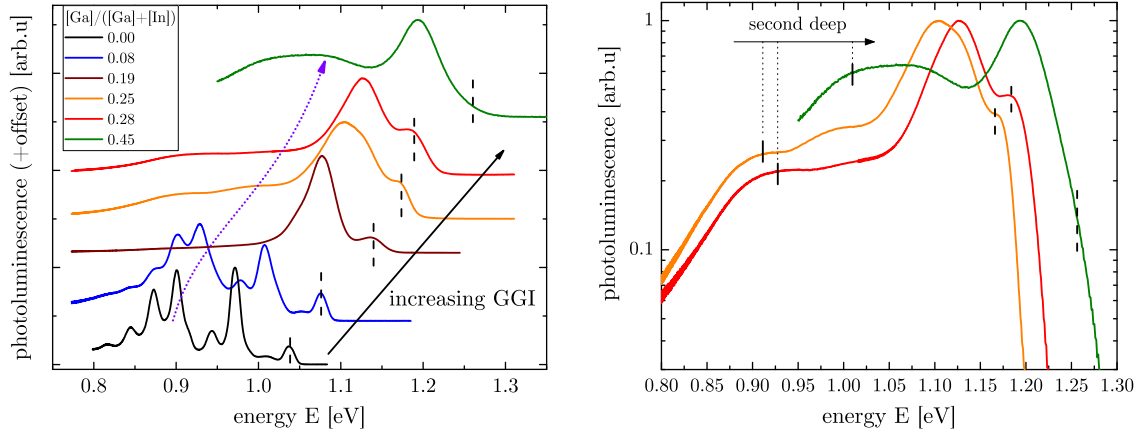 [Ga]/([Ga]+[In])
0.00
0.08
0.19
0.25
0.28
0.45
increasing GGI
photoluminescence (+offset) [arb.u]
0.8 0.9 1.0 1.1 1.2 1.3
energy E [eV]
second deep
photoluminescence [arb.u]
1
0.1
0.80 0.85 0.90 0.95 1.00 1.05 1.10 1.15 1.20 1.25 1.30
energy E [eV]